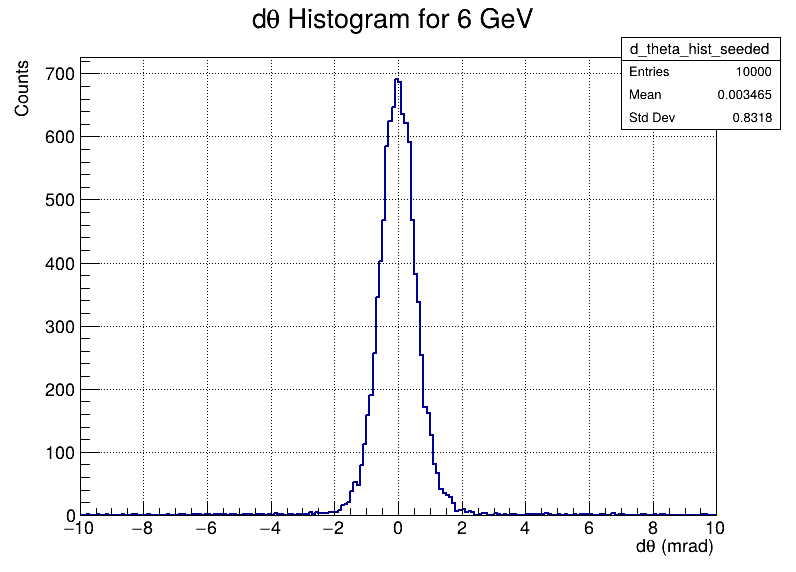 dθ Histogram for 6 GeV
d_theta_hist_seeded
Entries 10000
Mean 0.003465
Std Dev 0.8318
Counts
700
600
500
400
300
200
100
0
−10 −8 −6 −4 −2 0 2 4 6 8 10
dθ (mrad)